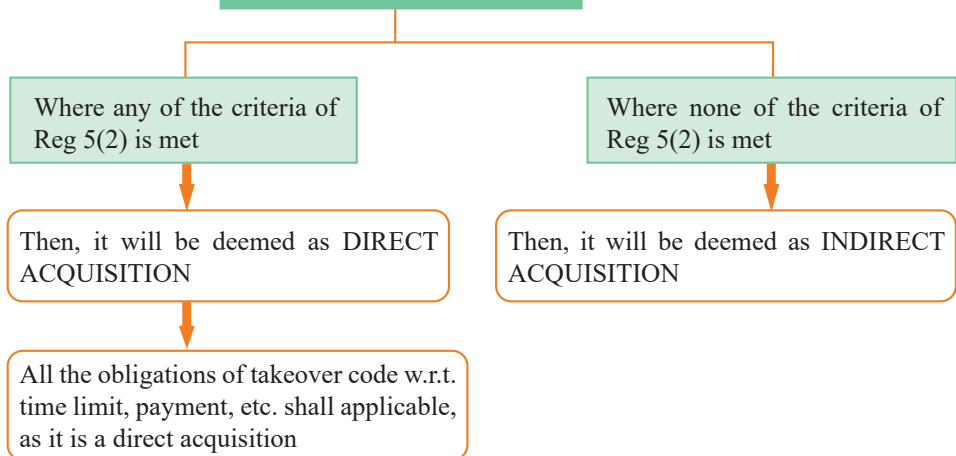 Where any of the criteria of
Reg 5(2) is met
Where none of the criteria of
Reg 5(2) is met
Then, it will be deemed as DIRECT
ACQUISITION
Then, it will be deemed as INDIRECT
ACQUISITION
All the obligations of takeover code w.r.t.
time limit, payment, etc. shall applicable,
as it is a direct acquisition